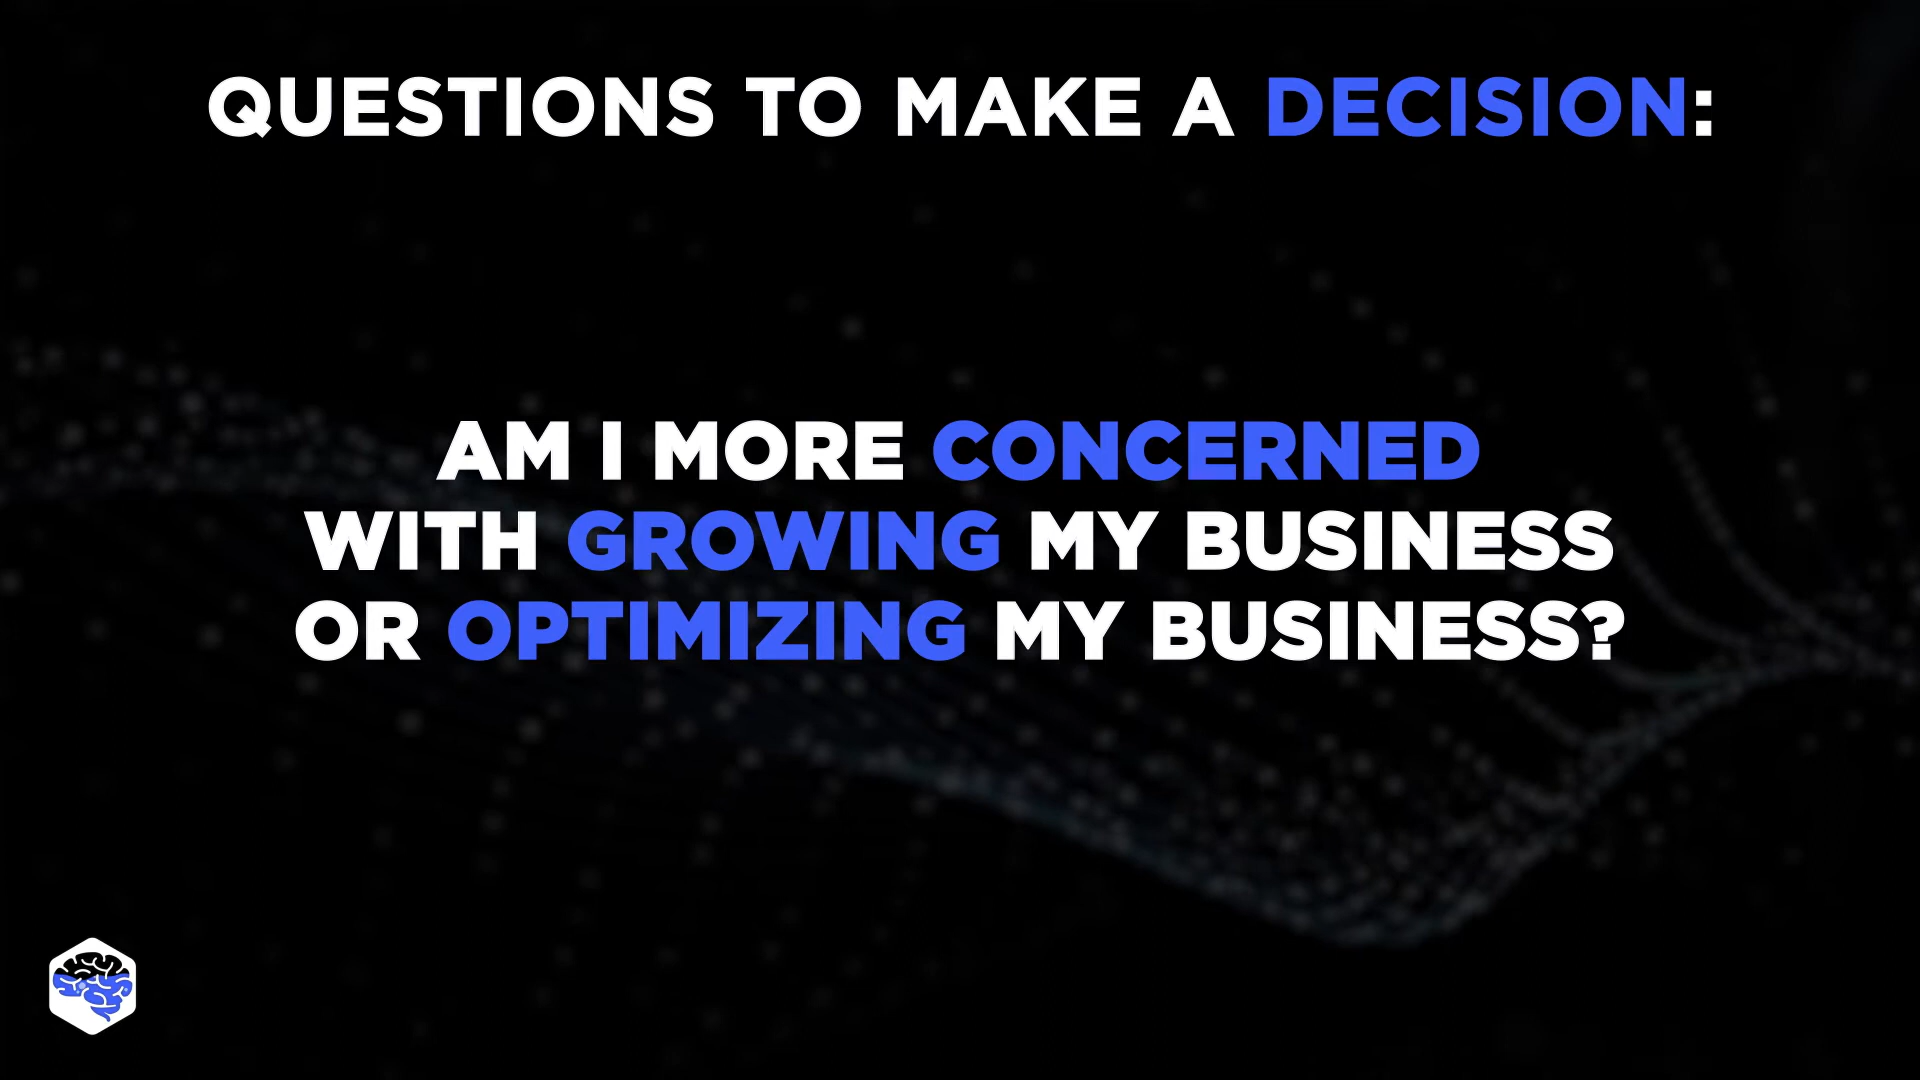 QUESTIONS TO MAKE A DECISION:
AM I MORE CONCERNED
WITH GROWING MY BUSINESS
OR OPTIMIZING MY BUSINESS?